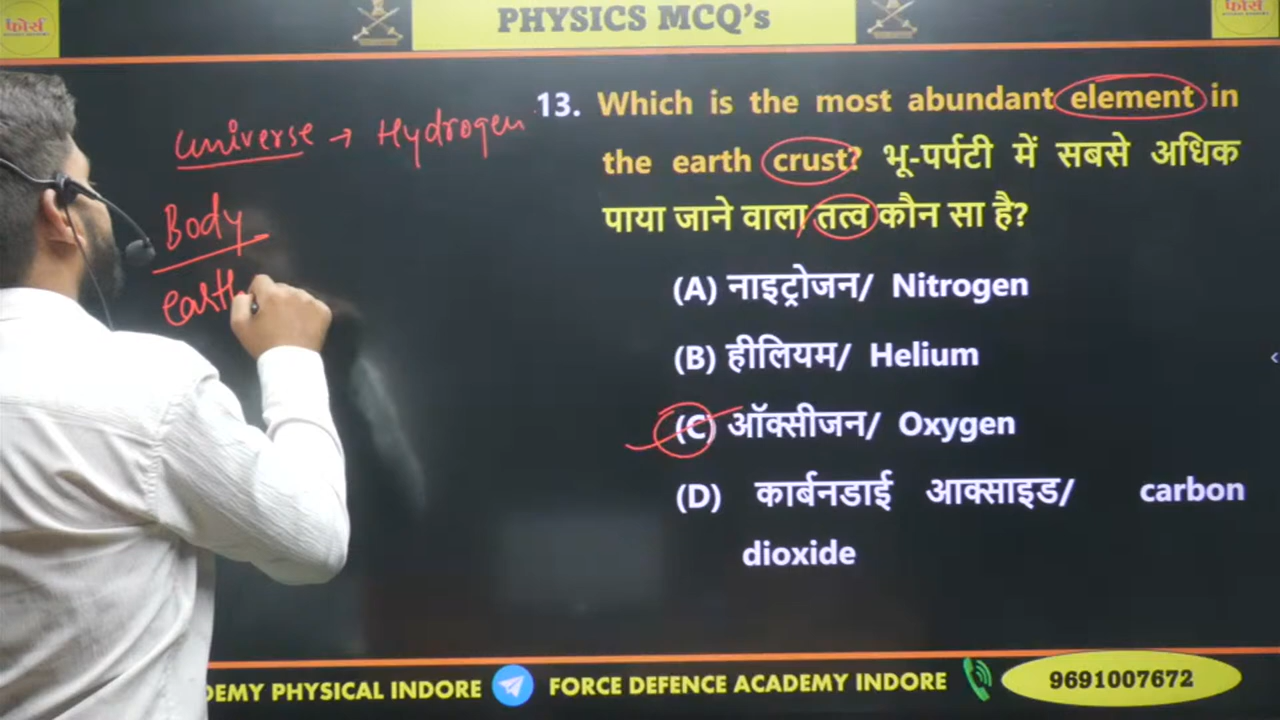 फोर्स
PHYSICS MCQ's
फोर्स
universe → Hydrogen
Body
earth
13. Which is the most abundant element in
the earth crust? भू-पर्पटी में सबसे अधिक
पाया जाने वाला तत्व कौन सा है?
(A) नाइट्रोजन/ Nitrogen
(B) हीलियम/ Helium
(C) ऑक्सीजन/ Oxygen
(D) कार्बनडाई आक्साइड/ carbon
dioxide
DEMY PHYSICAL INDORE FORCE DEFENCE ACADEMY INDORE 9691007672